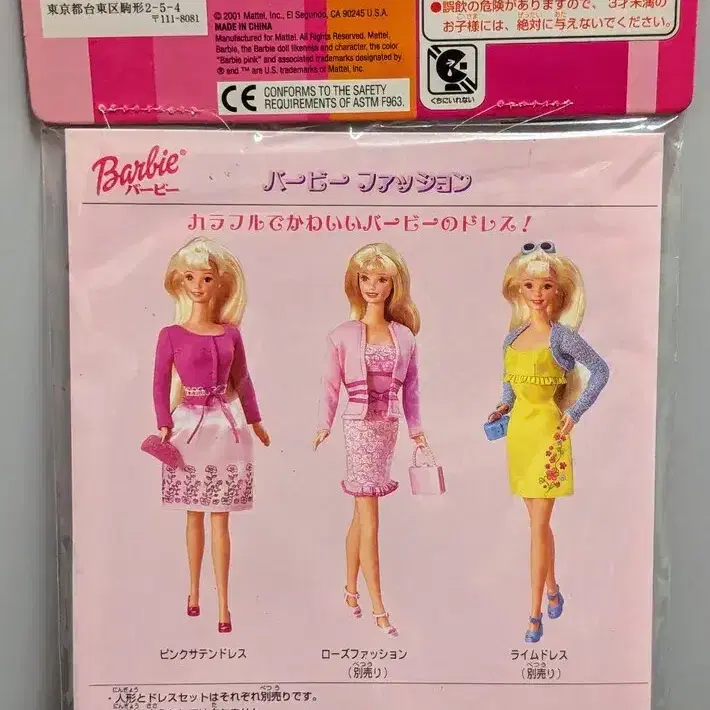 東京都台東区駒形2-5-4
〒111-8081
© 2001 Mattel, Inc., El Segundo, CA 90245 U.S.A.
MADE IN CHINA
Manufactured for Mattel. All Rights Reserved. Mattel,
Barbie, the Barbie doll likeness and character, the color
"Barbie pink" and associated trademarks designated by
® and ™ are U.S. trademarks of Mattel, Inc.
CE CONFORMS TO THE SAFETY
REQUIREMENTS OF ASTM F963.
●誤飲の危険がありますので、3才未満の
お子様には、絶対に与えないでください。
くちにいれない
Barbie®
バービー
バービー ファッション
カラフルでかわいいバービーのドレス!
ピンクサテンドレス
ローズファッション
(別売り)
ライムドレス
(別売り)
・人形とドレスセットはそれぞれ別売りです。